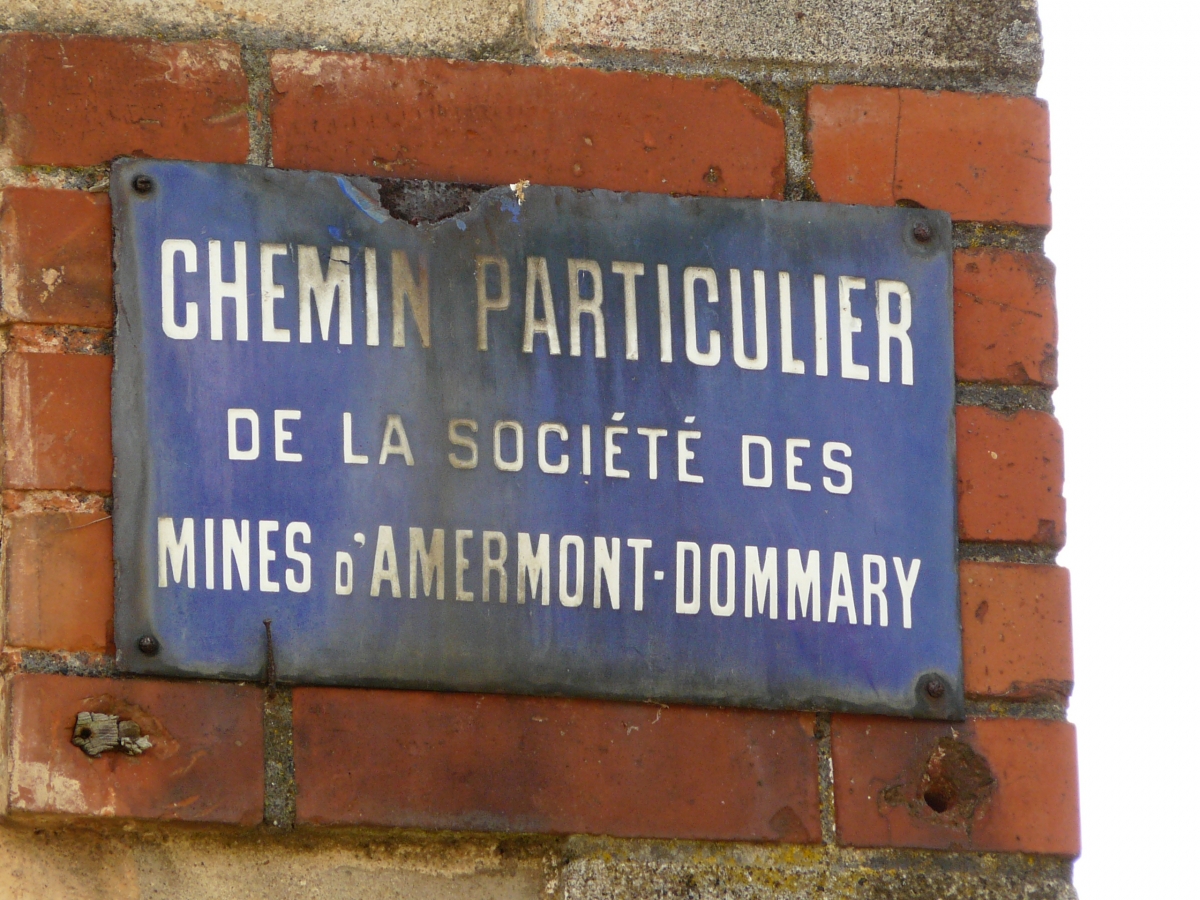 CHEMIN PARTICULIER
DE LA SOCIÉTÉ DES
MINES D'AMERMONT-DOMMARY